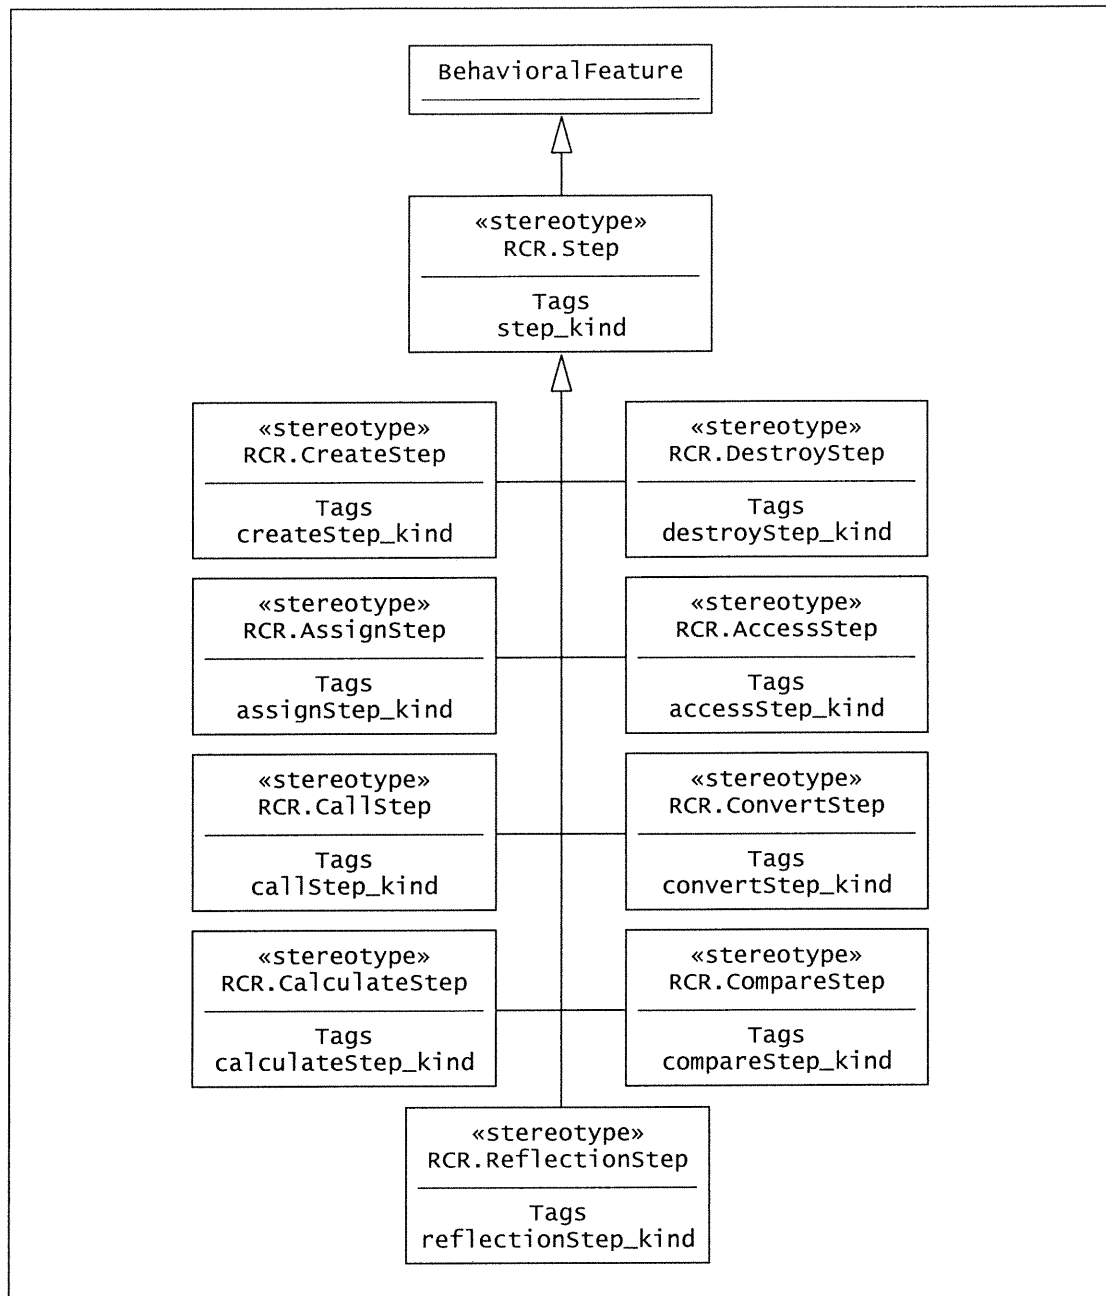 BehavioralFeature
«stereotype»
RCR.Step
Tags
step_kind
«stereotype»
RCR.CreateStep
Tags
createStep_kind
«stereotype»
RCR.DestroyStep
Tags
destroyStep_kind
«stereotype»
RCR.AssignStep
Tags
assignStep_kind
«stereotype»
RCR.AccessStep
Tags
accessStep_kind
«stereotype»
RCR.CallStep
Tags
callStep_kind
«stereotype»
RCR.ConvertStep
Tags
convertStep_kind
«stereotype»
RCR.CalculateStep
Tags
calculateStep_kind
«stereotype»
RCR.CompareStep
Tags
compareStep_kind
«stereotype»
RCR.ReflectionStep
Tags
reflectionStep_kind